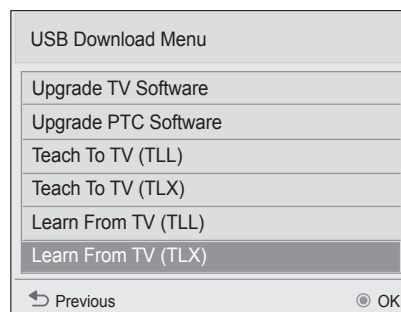 USB Download Menu
Upgrade TV Software
Upgrade PTC Software
Teach To TV (TLL)
Teach To TV (TLX)
Learn From TV (TLL)
Learn From TV (TLX)
Previous OK